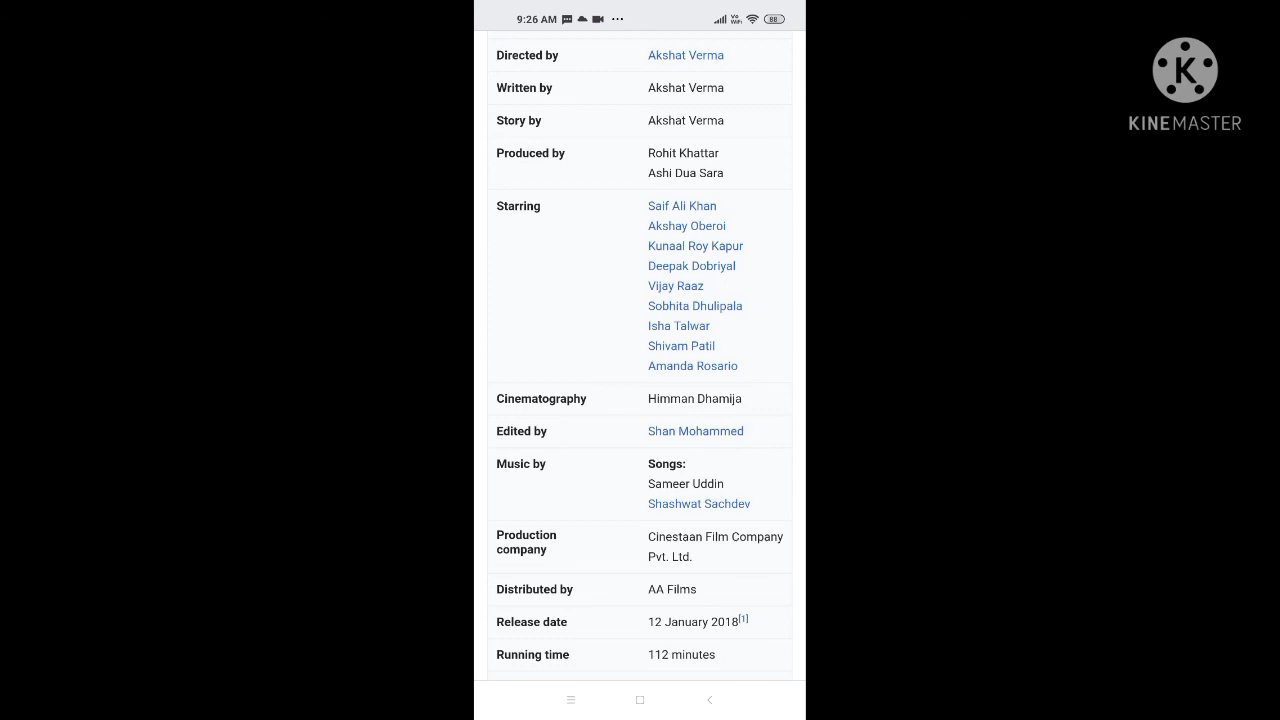 9:26 AM
Vo
WiFi
88
Directed by Akshat Verma
Written by Akshat Verma
Story by Akshat Verma
Produced by Rohit Khattar
Ashi Dua Sara
Starring Saif Ali Khan
Akshay Oberoi
Kunaal Roy Kapur
Deepak Dobriyal
Vijay Raaz
Sobhita Dhulipala
Isha Talwar
Shivam Patil
Amanda Rosario
Cinematography Himman Dhamija
Edited by Shan Mohammed
Music by Songs:
Sameer Uddin
Shashwat Sachdev
Production company Cinestaan Film Company
Pvt. Ltd.
Distributed by AA Films
Release date 12 January 2018[1]
Running time 112 minutes
K
KINEMASTER